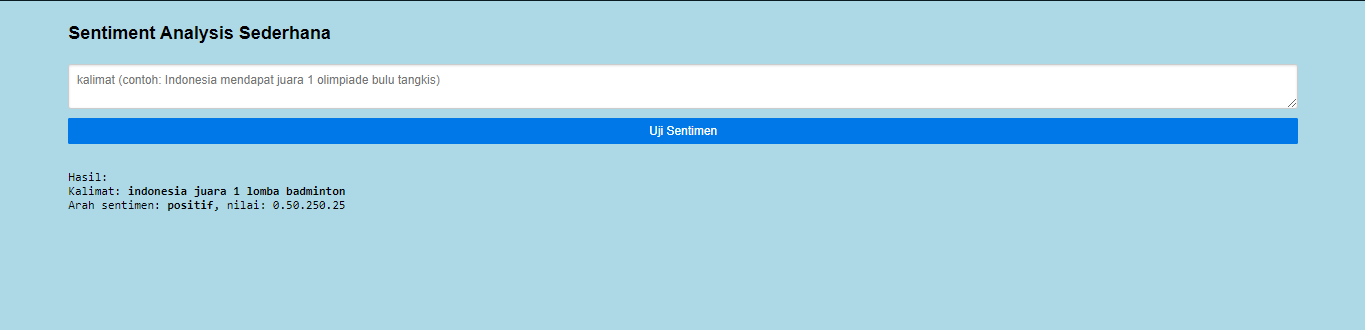 Sentiment Analysis Sederhana
kalimat (contoh: Indonesia mendapat juara 1 olimpiade bulu tangkis)
Uji Sentimen
Hasil:
Kalimat: indonesia juara 1 lomba badminton
Arah sentimen: positif, nilai: 0.50.250.25